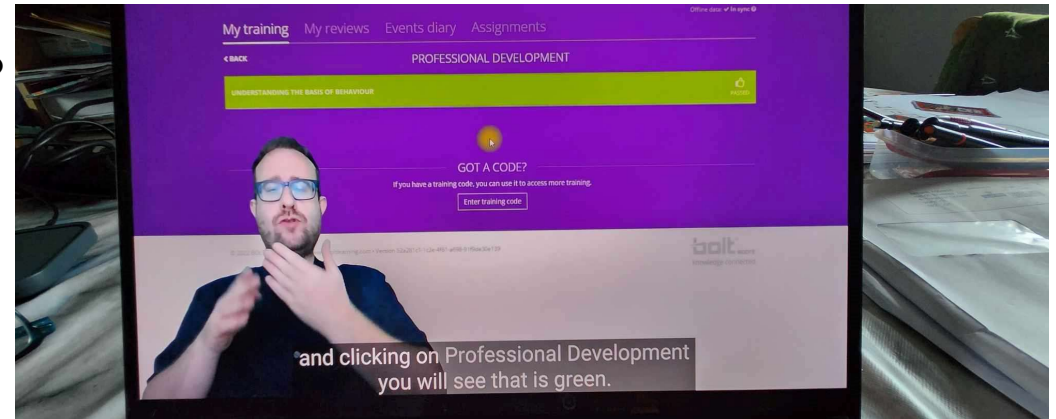 Offline data: ✔ In sync
My training My reviews Events diary Assignments
< BACK
PROFESSIONAL DEVELOPMENT
UNDERSTANDING THE BASIS OF BEHAVIOUR
PASSED
GOT A CODE?
If you have a training code, you can use it to access more training.
Enter training code
bolt
and clicking on Professional Development
you will see that is green.